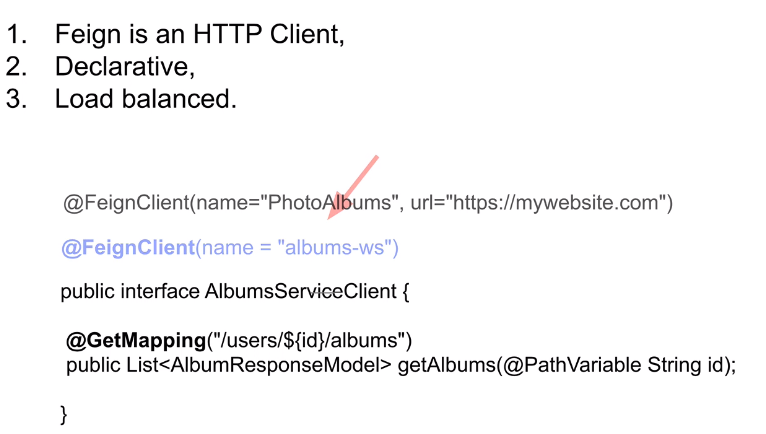 1. Feign is an HTTP Client,
2. Declarative,
3. Load balanced.
@FeignClient(name="PhotoAlbums", url="https://mywebsite.com")
@FeignClient(name = "albums-ws")
public interface AlbumsServiceClient {
@GetMapping("/users/${id}/albums")
public List<AlbumResponseModel> getAlbums(@PathVariable String id);
}